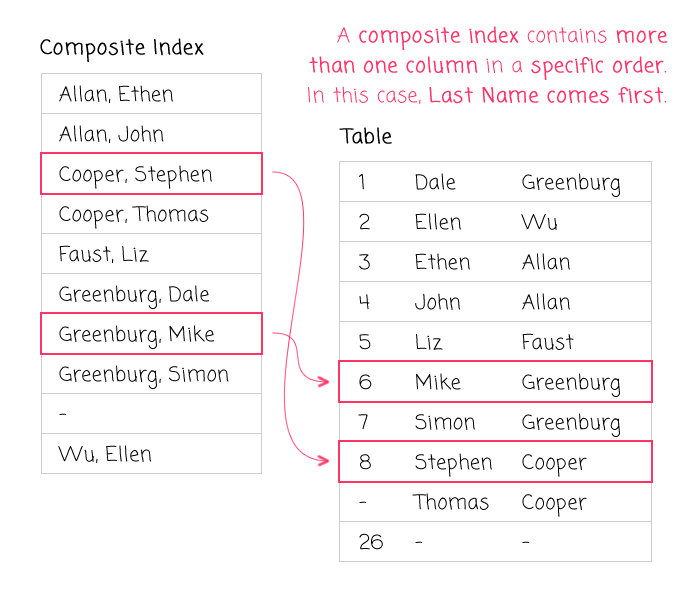 Composite Index
Allan, Ethen
Allan, John
Cooper, Stephen
Cooper, Thomas
Faust, Liz
Greenburg, Dale
Greenburg, Mike
Greenburg, Simon
-
Wu, Ellen
A composite index contains more
than one column in a specific order.
In this case, Last Name comes first.
Table
1 Dale Greenburg
2 Ellen Wu
3 Ethen Allan
4 John Allan
5 Liz Faust
6 Mike Greenburg
7 Simon Greenburg
8 Stephen Cooper
- Thomas Cooper
26 - -